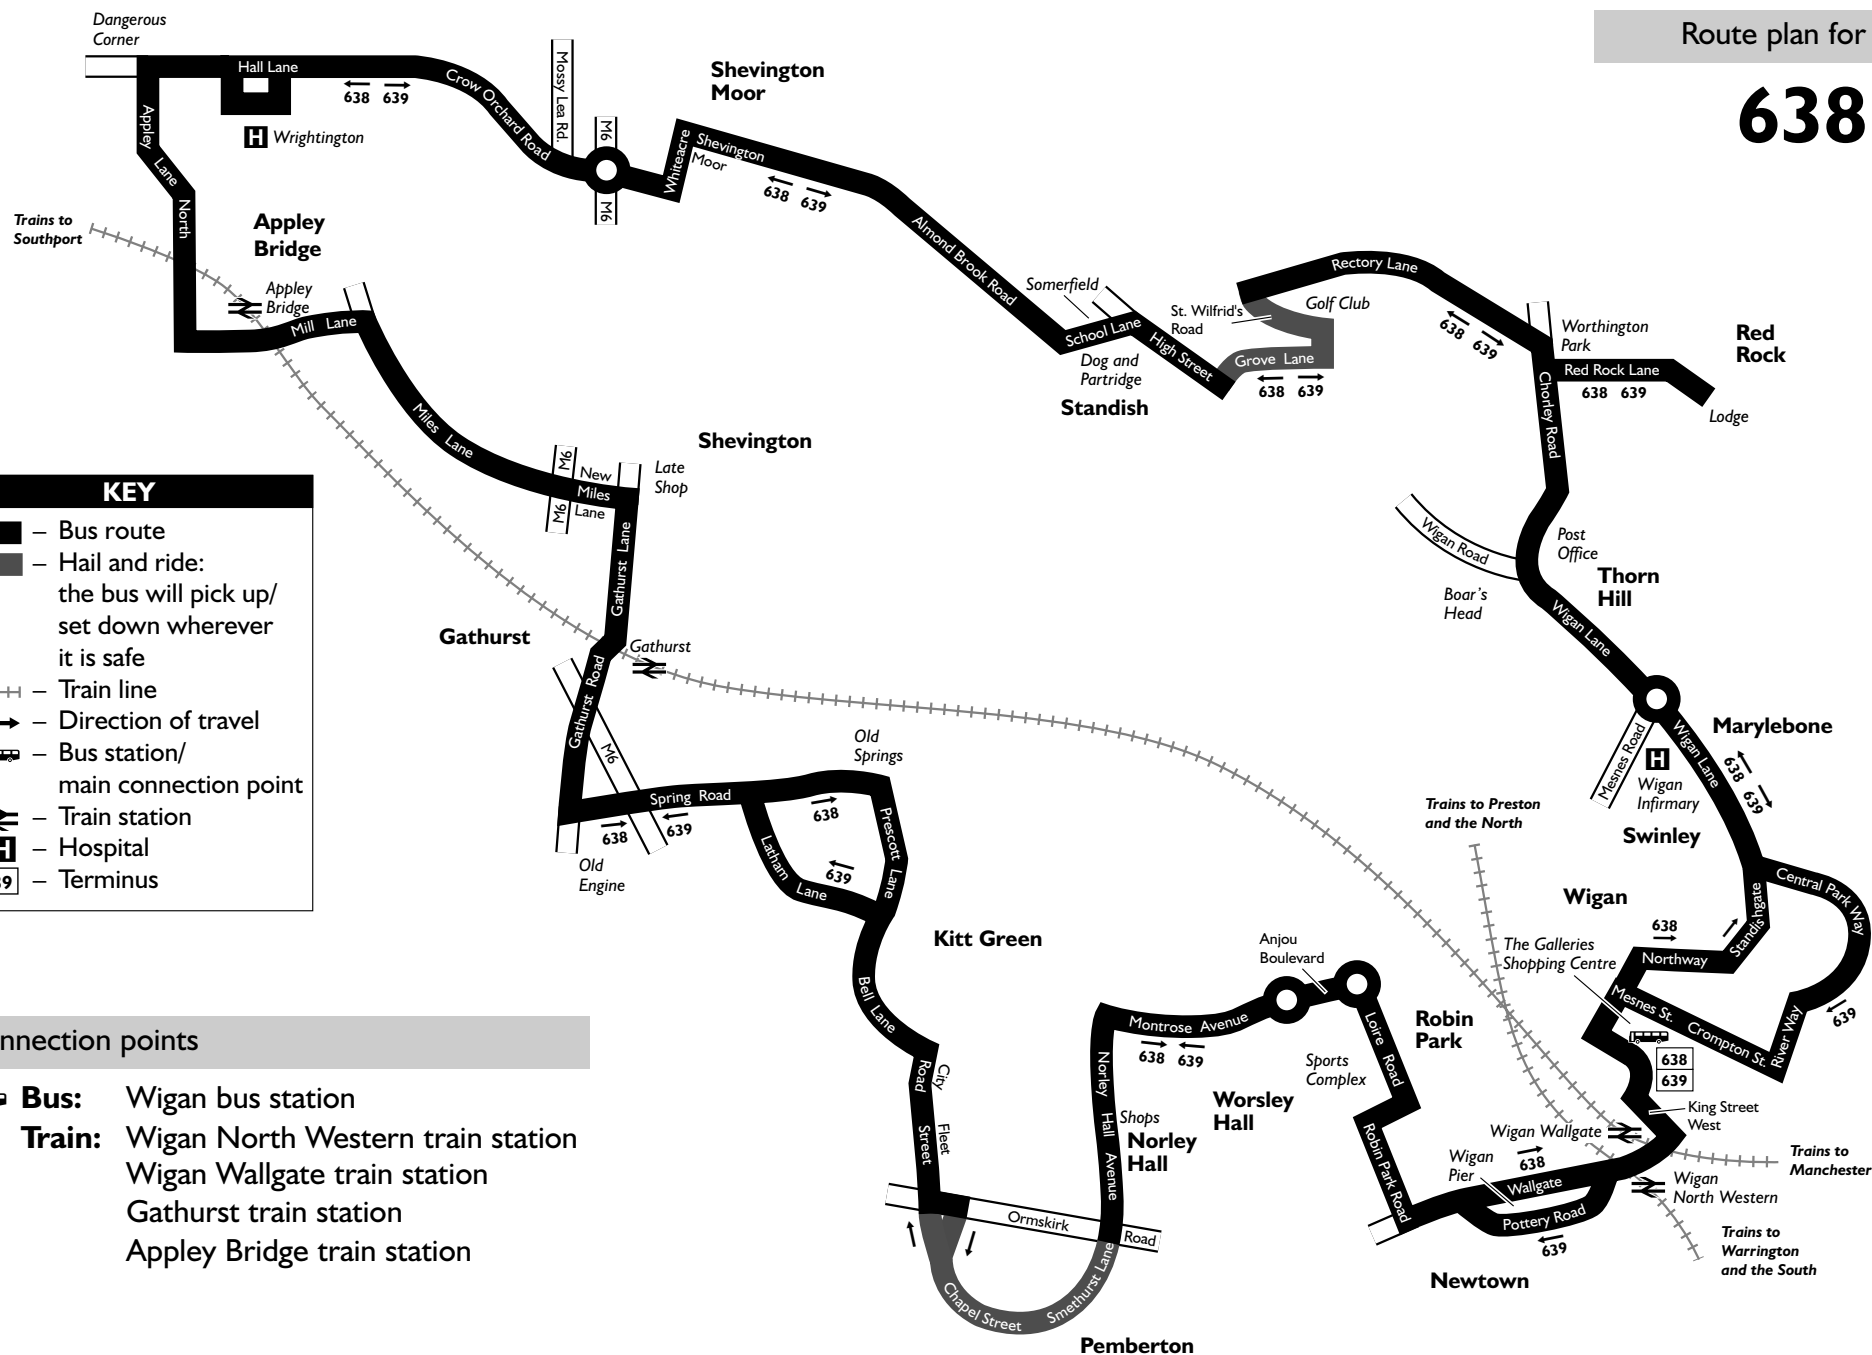 Route plan for
638
Dangerous
Corner
Hall Lane
638 639
H Wrightington
Crow Orchard Road
Mossy Lea Rd.
M6
M6
Shevington
Moor
Whiteacre
Shevington
Moor
638 639
Appley
Lane
North
Trains to
Southport
Appley
Bridge
Appley
Bridge
Mill Lane
Miles Lane
Almond Brook Road
Somerfield
School Lane
Dog and
Partridge
High Street
Standish
St. Wilfrid's
Road
Golf Club
Grove Lane
638 639
Rectory Lane
638 639
Worthington
Park
Red
Rock
Red Rock Lane
638 639
Lodge
Chorley Road
Shevington
M6
M6
New
Miles
Lane
Late
Shop
Gathurst Lane
Gathurst
Gathurst
Gathurst Road
M6
Wigan Road
Boar's
Head
Post
Office
Thorn
Hill
Wigan Lane
Marylebone
Mesnes Road
H
Wigan
Infirmary
Wigan Lane
638 639
Swinley
KEY
– Bus route
– Hail and ride:
the bus will pick up/
set down wherever
it is safe
– Train line
– Direction of travel
– Bus station/
main connection point
– Train station
H – Hospital
39 – Terminus
Spring Road
638 639
Old
Engine
Old
Springs
638
Prescott Lane
Latham Lane
639
Kitt Green
Bell Lane
City
Road
Fleet
Street
Ormskirk
Road
Chapel Street
Smethurst Lane
Pemberton
Norley Hall Avenue
Shops
Norley
Hall
Montrose Avenue
638 639
Worsley
Hall
Anjou
Boulevard
Loire Road
Robin
Park
Sports
Complex
Robin Park Road
Newtown
Trains to Preston
and the North
Wigan
The Galleries
Shopping Centre
638
Northway
Standishgate
Central Park Way
639
River Way
Mesnes St.
Crompton St.
638
639
King Street
West
Wigan Wallgate
Wigan
Pier
638
Wallgate
Pottery Road
639
Wigan
North Western
Trains to
Manchester
Trains to
Warrington
and the South
nnection points
Bus: Wigan bus station
Train: Wigan North Western train station
Wigan Wallgate train station
Gathurst train station
Appley Bridge train station